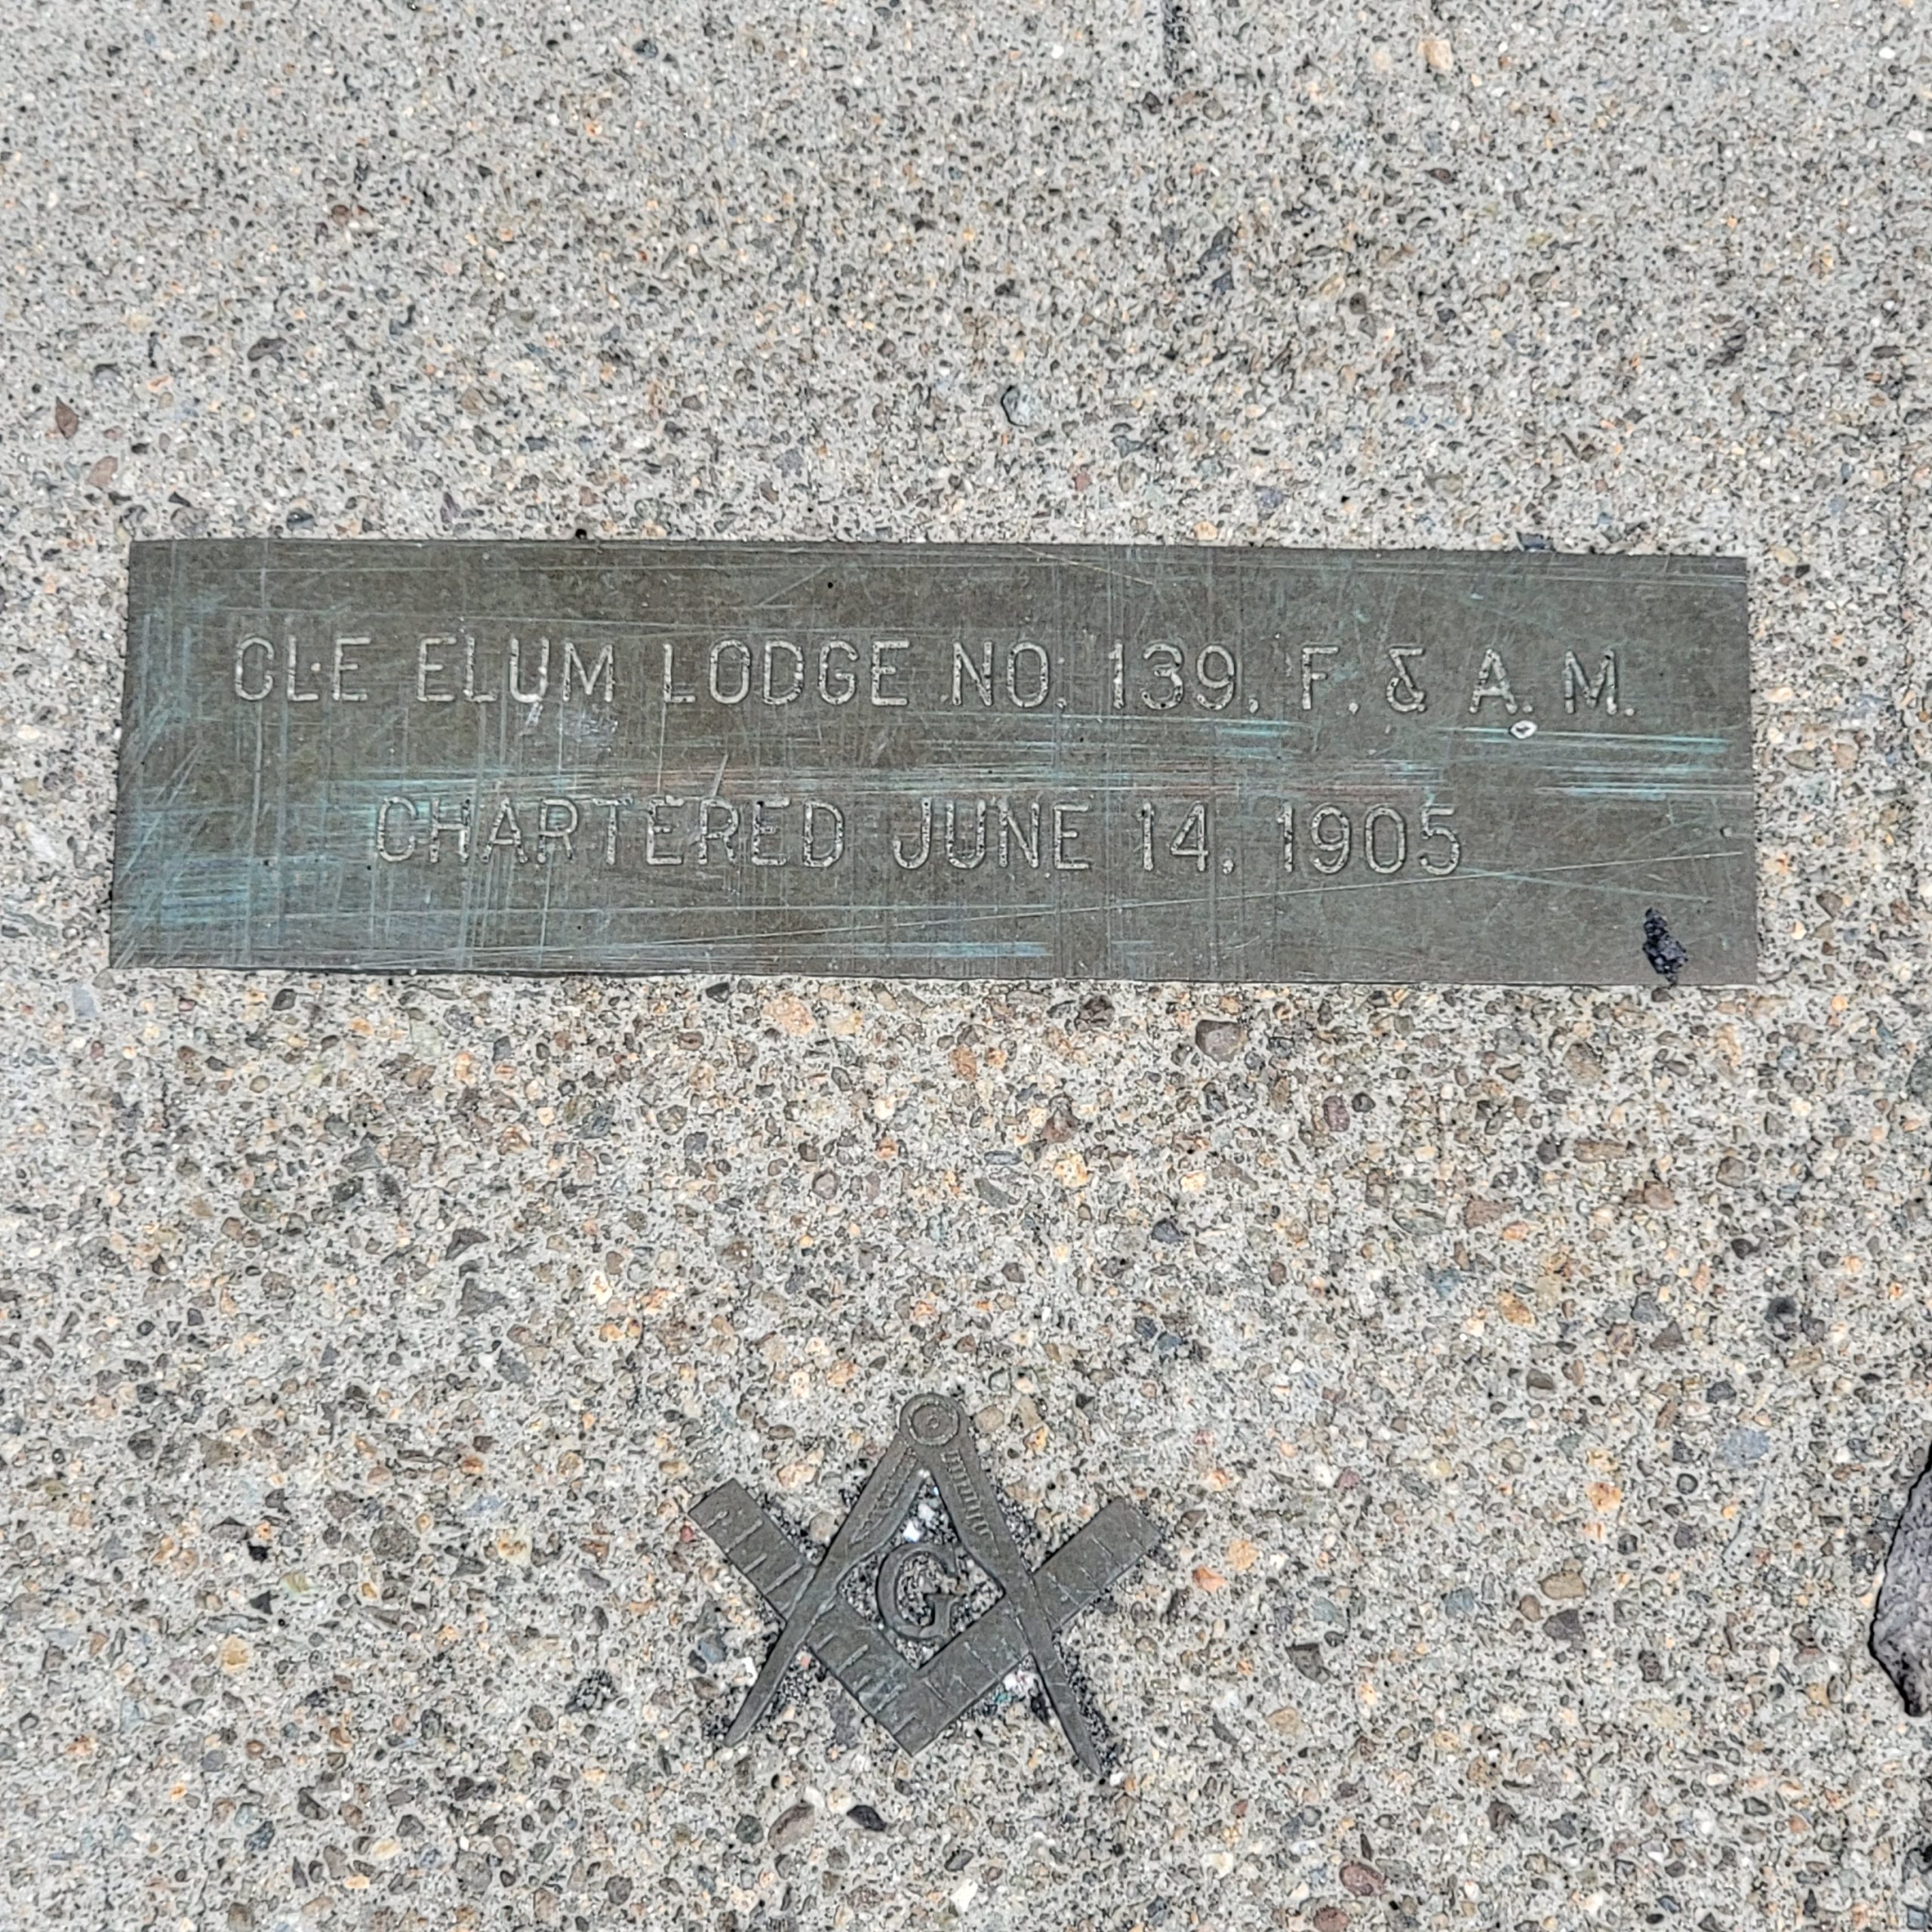 CLE ELUM LODGE NO. 139, F. & A. M.
CHARTERED JUNE 14, 1905
G